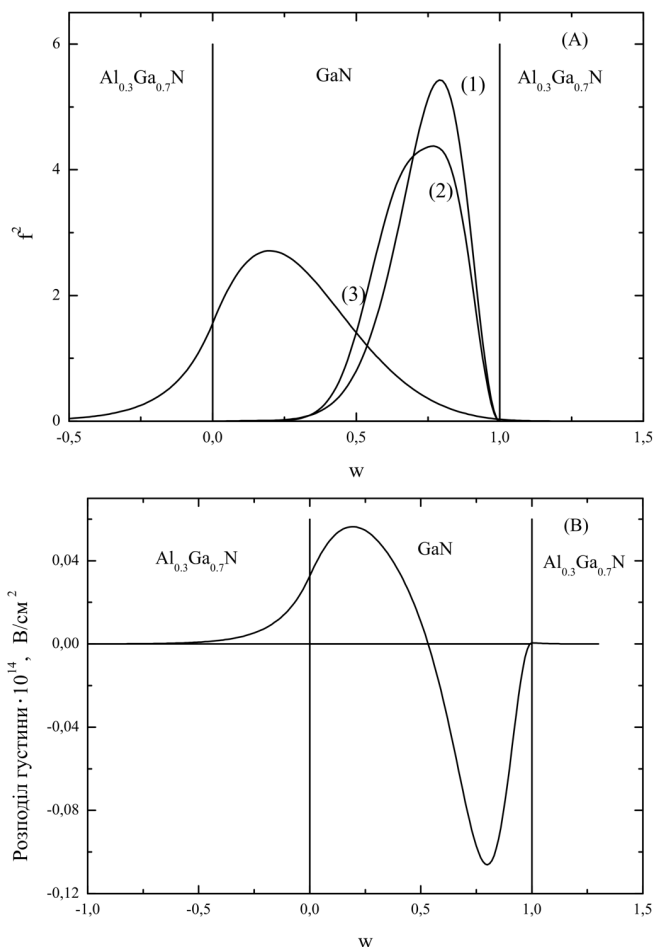 6
(A)
Al0.3Ga0.7N
GaN
Al0.3Ga0.7N
(1)
4
(2)
f²
(3)
2
0
-0,5
0,0
0,5
1,0
1,5
w
(B)
GaN
Al0.3Ga0.7N
Al0.3Ga0.7N
0,04
0,00
-0,04
-0,08
-0,12
Розподіл густини·10¹⁴, В/см²
-1,0
-0,5
0,0
0,5
1,0
1,5
w